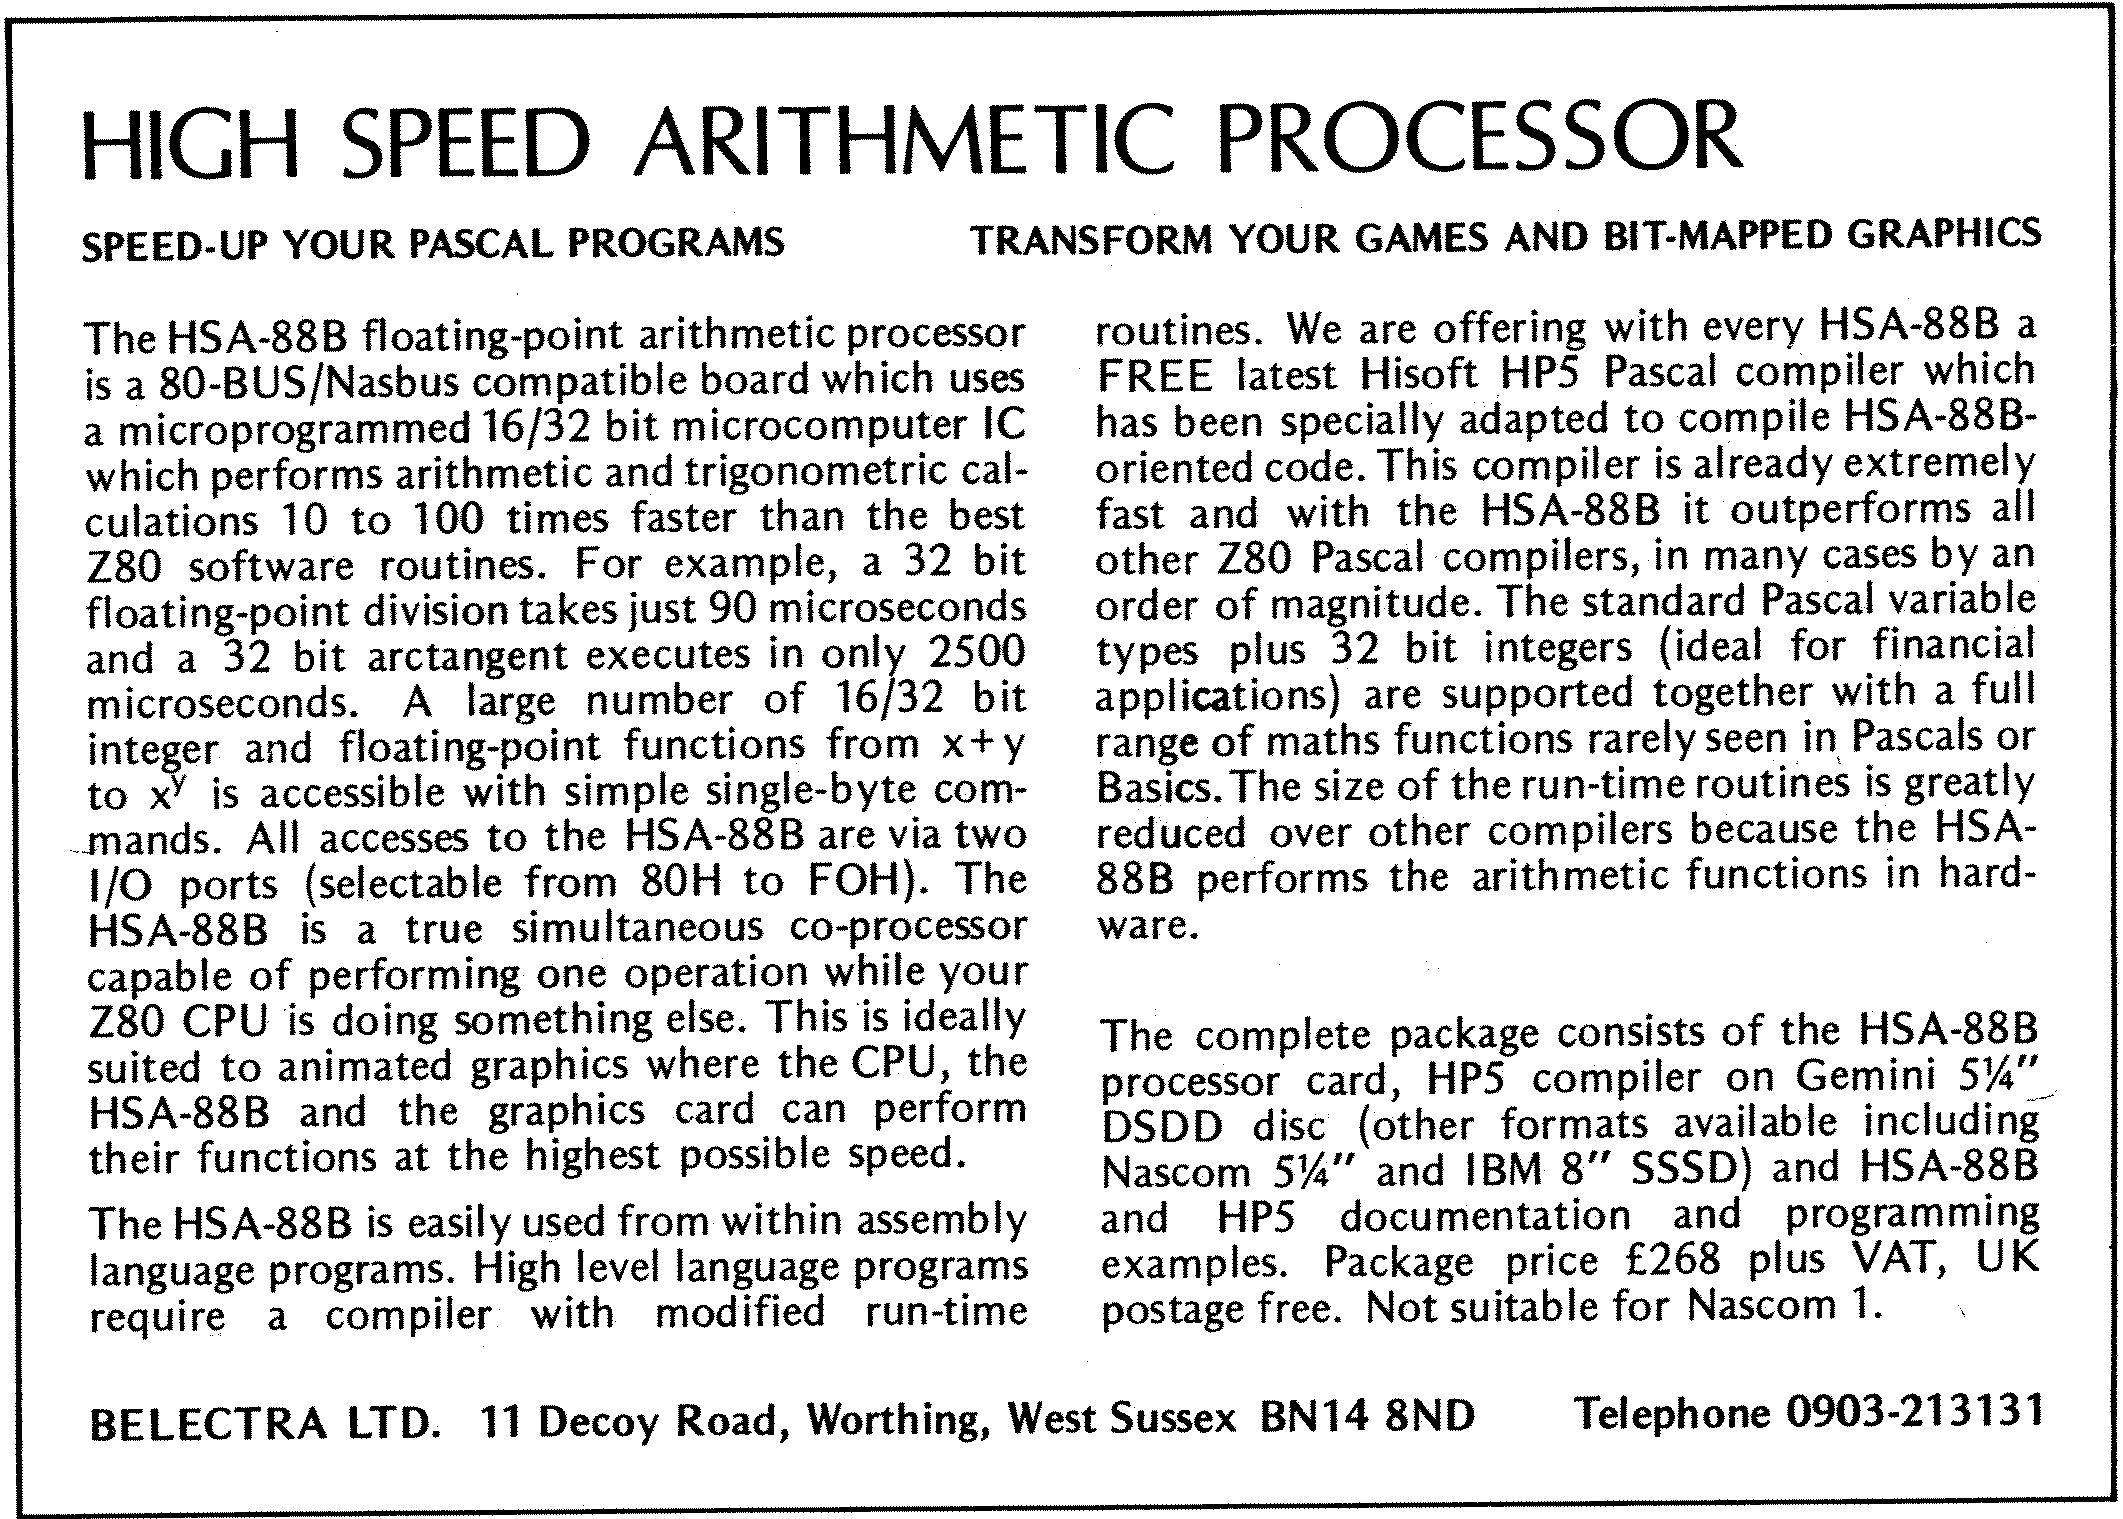 HIGH SPEED ARITHMETIC PROCESSOR
SPEED-UP YOUR PASCAL PROGRAMS
TRANSFORM YOUR GAMES AND BIT-MAPPED GRAPHICS
The HSA-88B floating-point arithmetic processor
is a 80-BUS/Nasbus compatible board which uses
a microprogrammed 16/32 bit microcomputer IC
which performs arithmetic and trigonometric cal-
culations 10 to 100 times faster than the best
Z80 software routines. For example, a 32 bit
floating-point division takes just 90 microseconds
and a 32 bit arctangent executes in only 2500
microseconds. A large number of 16/32 bit
integer and floating-point functions from x+y
to xʸ is accessible with simple single-byte com-
mands. All accesses to the HSA-88B are via two
I/O ports (selectable from 80H to FOH). The
HSA-88B is a true simultaneous co-processor
capable of performing one operation while your
Z80 CPU is doing something else. This is ideally
suited to animated graphics where the CPU, the
HSA-88B and the graphics card can perform
their functions at the highest possible speed.
The HSA-88B is easily used from within assembly
language programs. High level language programs
require a compiler with modified run-time
routines. We are offering with every HSA-88B a
FREE latest Hisoft HP5 Pascal compiler which
has been specially adapted to compile HSA-88B-
oriented code. This compiler is already extremely
fast and with the HSA-88B it outperforms all
other Z80 Pascal compilers, in many cases by an
order of magnitude. The standard Pascal variable
types plus 32 bit integers (ideal for financial
applications) are supported together with a full
range of maths functions rarely seen in Pascals or
Basics. The size of the run-time routines is greatly
reduced over other compilers because the HSA-
88B performs the arithmetic functions in hard-
ware.
The complete package consists of the HSA-88B
processor card, HP5 compiler on Gemini 5¼″
DSDD disc (other formats available including
Nascom 5¼″ and IBM 8″ SSSD) and HSA-88B
and HP5 documentation and programming
examples. Package price £268 plus VAT, UK
postage free. Not suitable for Nascom 1.
BELECTRA LTD. 11 Decoy Road, Worthing, West Sussex BN14 8ND Telephone 0903-213131